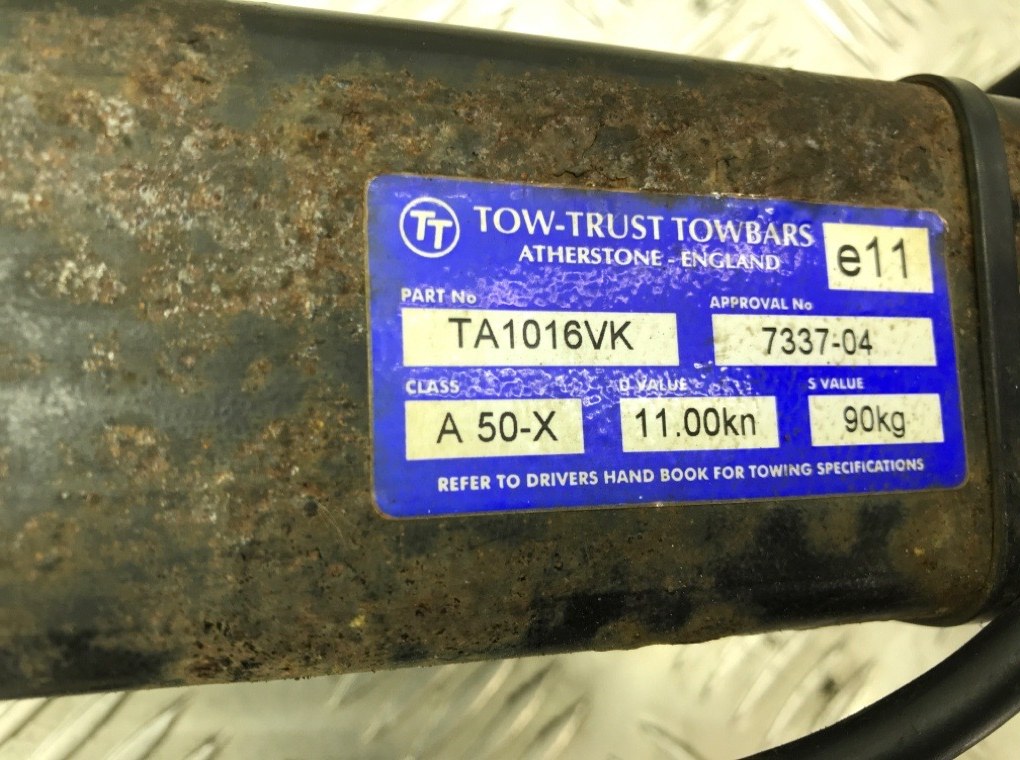 TT TOW-TRUST TOWBARS
ATHERSTONE - ENGLAND
e11
PART No APPROVAL No
TA1016VK 7337-04
CLASS D VALUE S VALUE
A 50-X 11.00kn 90kg
REFER TO DRIVERS HAND BOOK FOR TOWING SPECIFICATIONS